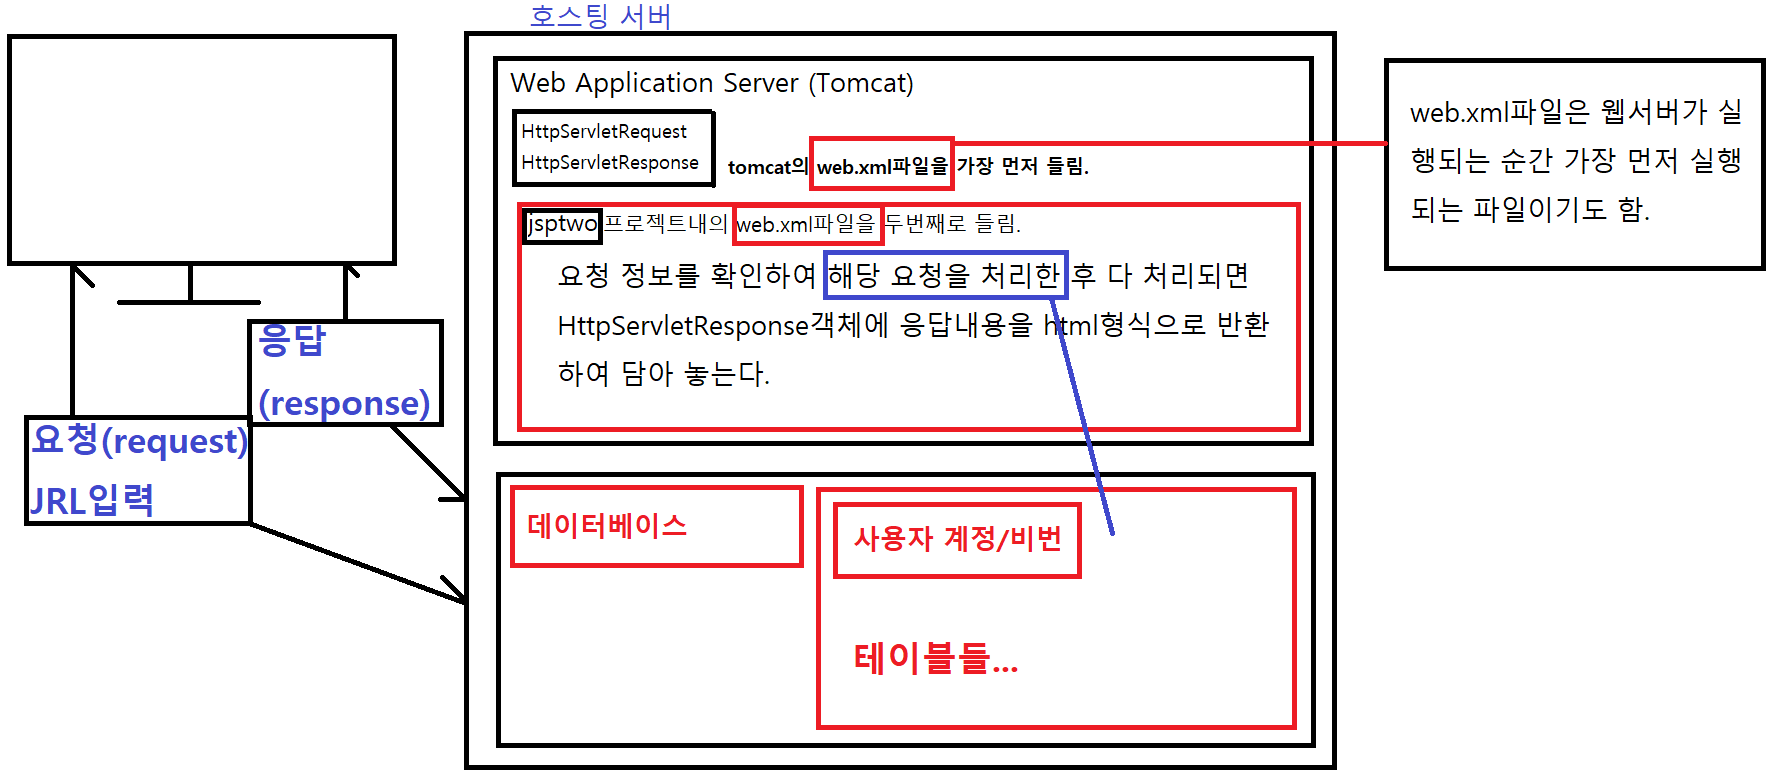 호스팅 서버
Web Application Server (Tomcat)
HttpServletRequest
HttpServletResponse
tomcat의 web.xml파일을 가장 먼저 들림.
jsptwo프로젝트내의 web.xml파일을 두번째로 들림.
요청 정보를 확인하여 해당 요청을 처리한 후 다 처리되면
HttpServletResponse객체에 응답내용을 html형식으로 반환
하여 담아 놓는다.
web.xml파일은 웹서버가 실
행되는 순간 가장 먼저 실행
되는 파일이기도 함.
응답
(response)
요청(request)
JRL입력
데이터베이스
사용자 계정/비번
테이블들...